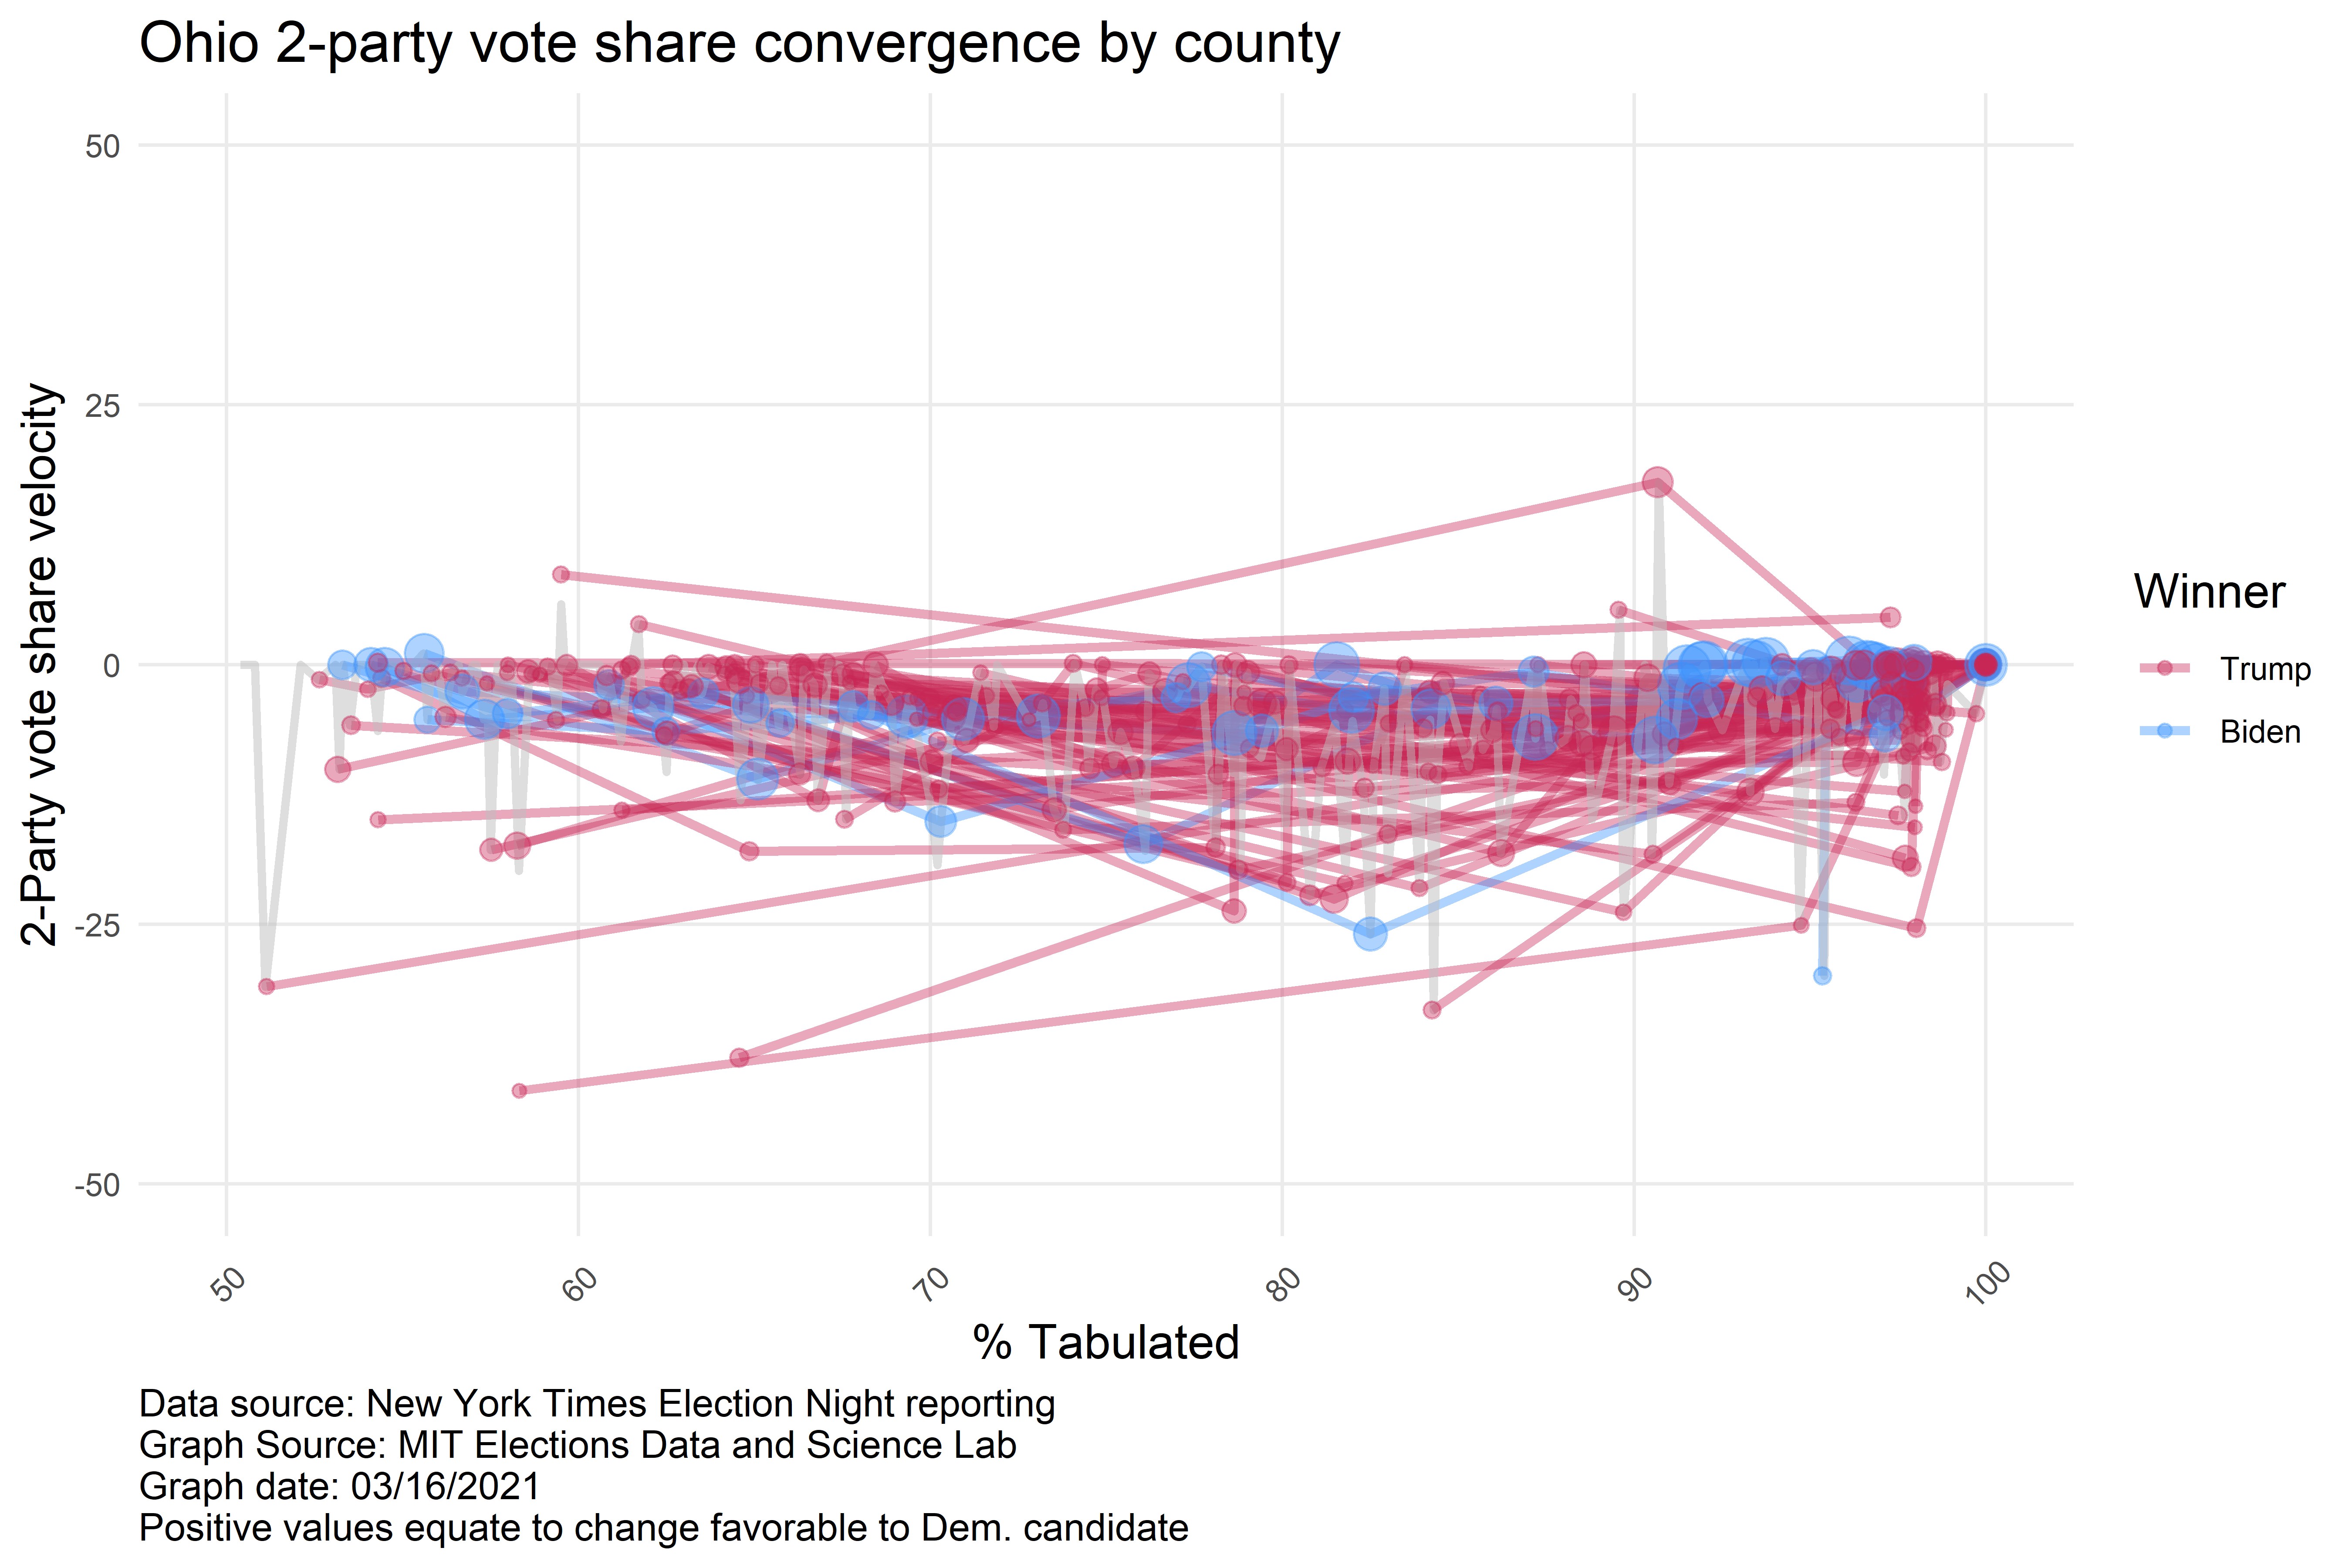 Ohio 2-party vote share convergence by county
2-Party vote share velocity
50
25
0
-25
-50
50
60
70
80
90
100
% Tabulated
Winner
Trump
Biden
Data source: New York Times Election Night reporting
Graph Source: MIT Elections Data and Science Lab
Graph date: 03/16/2021
Positive values equate to change favorable to Dem. candidate